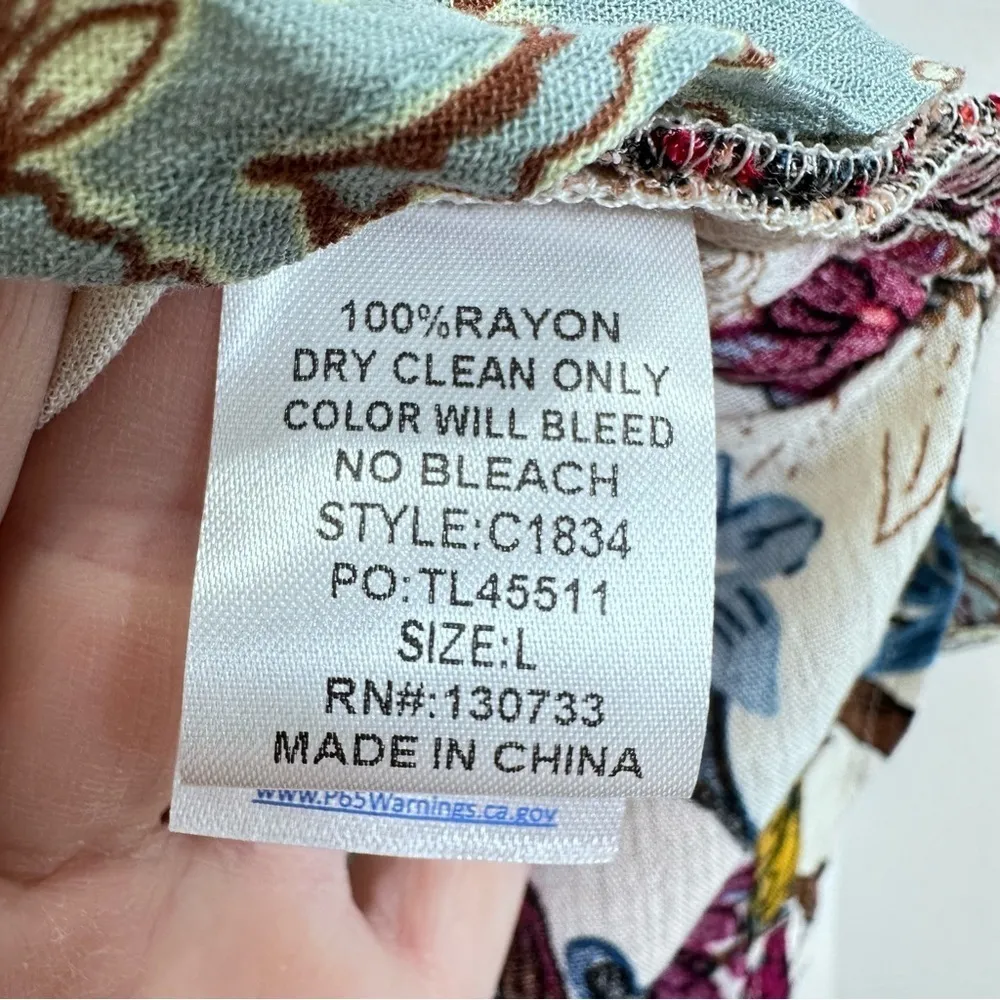 100%RAYON
DRY CLEAN ONLY
COLOR WILL BLEED
NO BLEACH
STYLE:C1834
PO:TL45511
SIZE:L
RN#:130733
MADE IN CHINA
www.P65Warnings.ca.gov